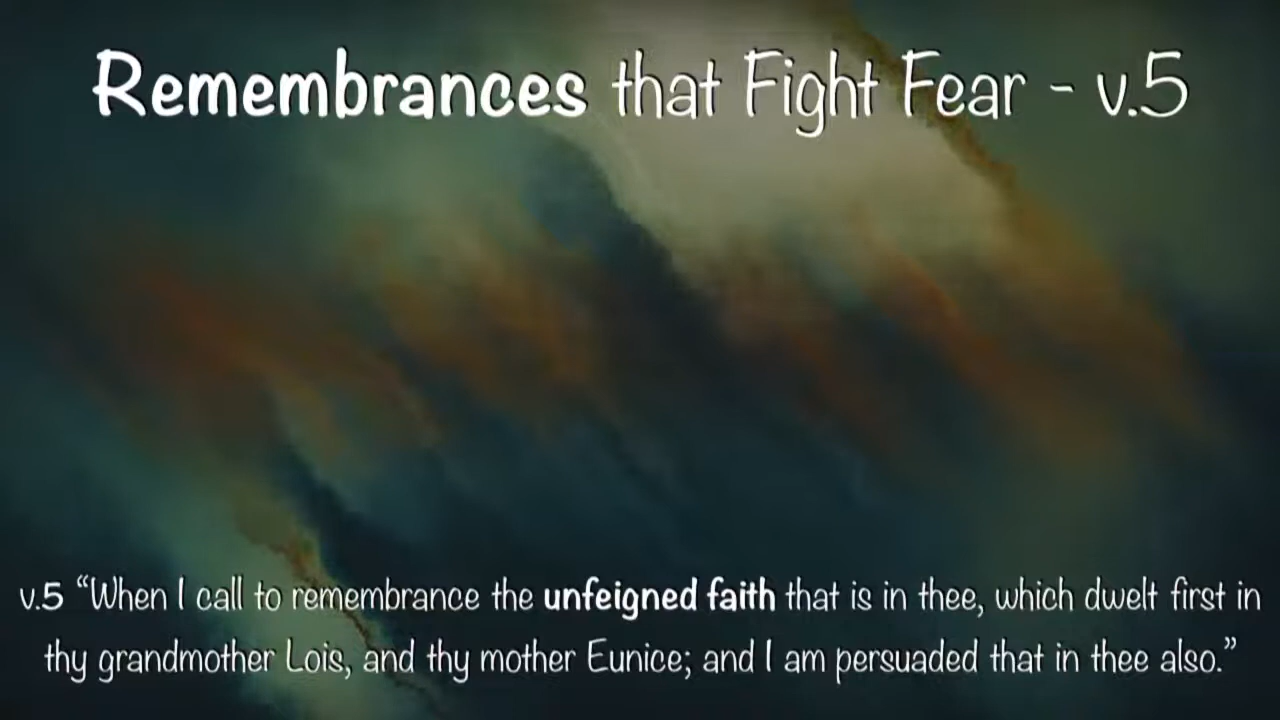 Remembrances that Fight Fear - v.5
v.5 “When I call to remembrance the unfeigned faith that is in thee, which dwelt first in
thy grandmother Lois, and thy mother Eunice; and I am persuaded that in thee also.”